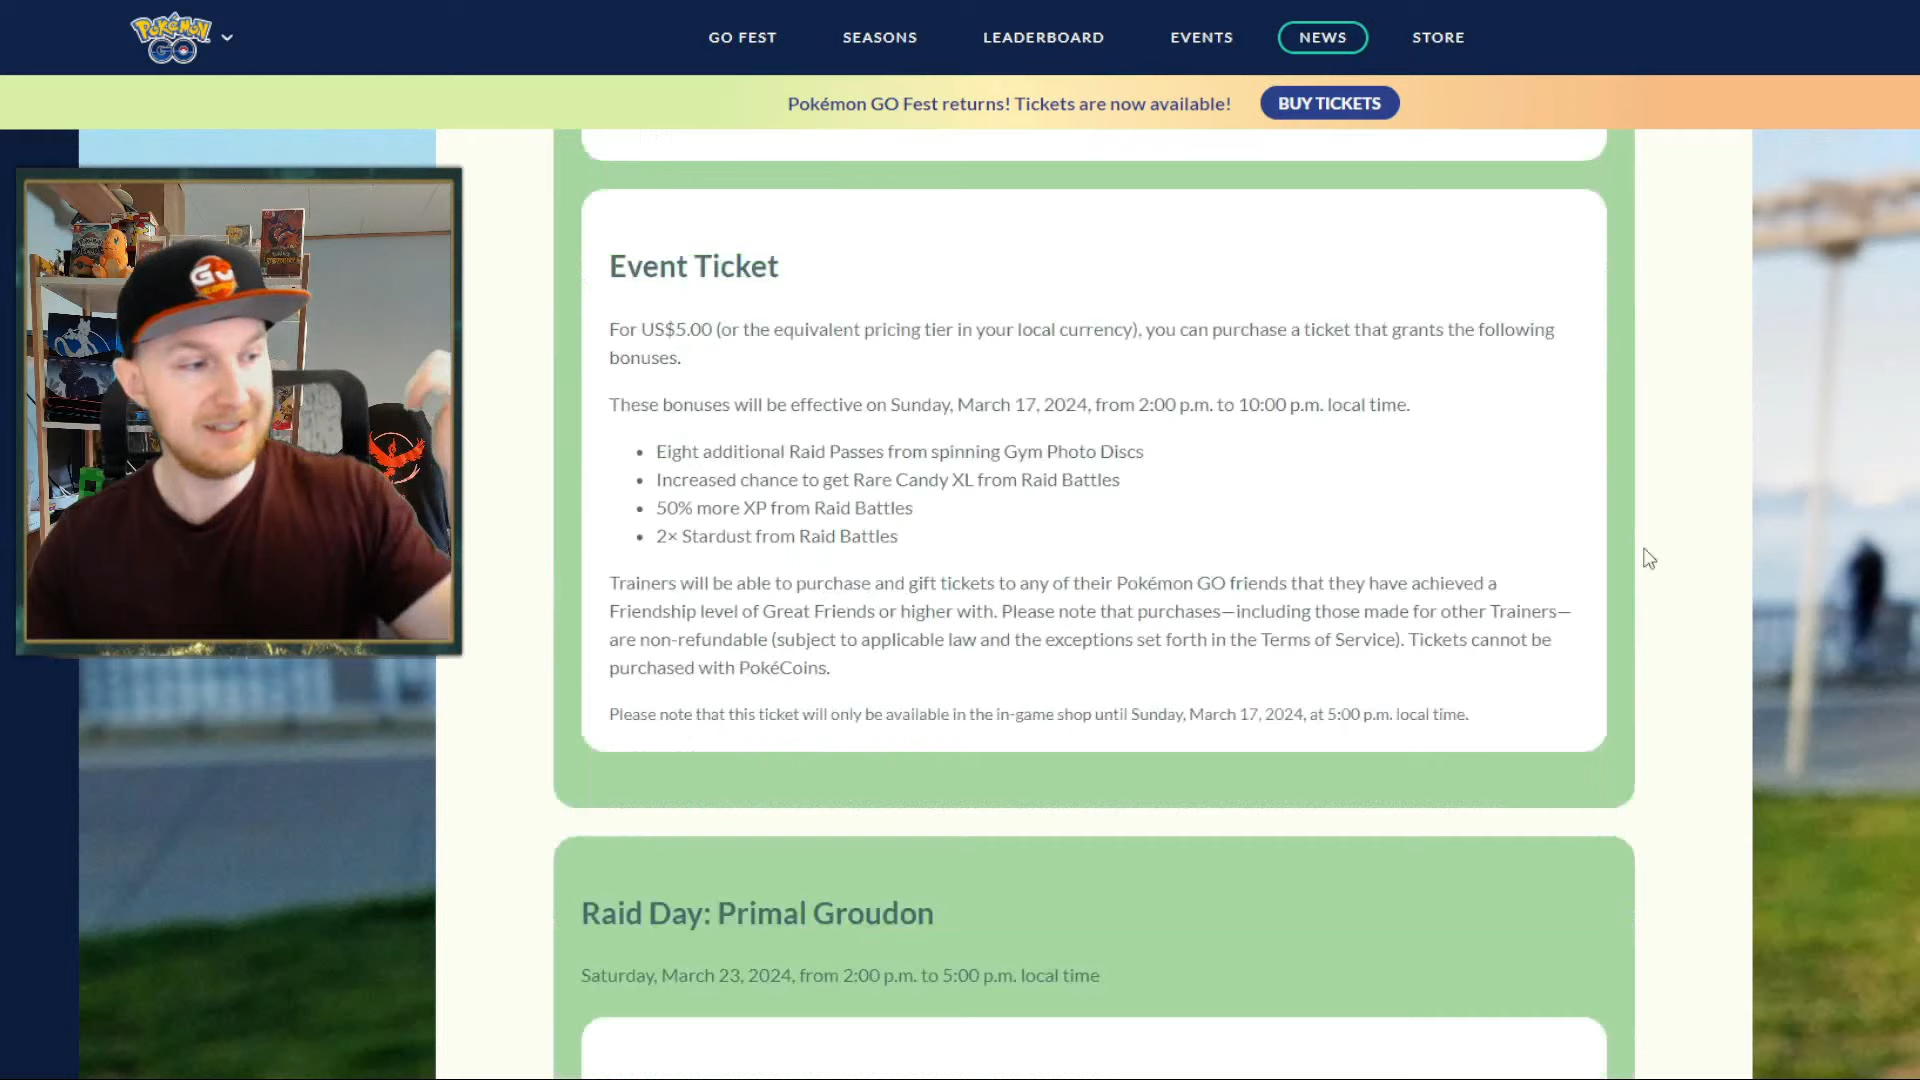 Pokémon GO
GO FEST
SEASONS
LEADERBOARD
EVENTS
NEWS
STORE
Pokémon GO Fest returns! Tickets are now available!
BUY TICKETS
Event Ticket
For US$5.00 (or the equivalent pricing tier in your local currency), you can purchase a ticket that grants the following
bonuses.
These bonuses will be effective on Sunday, March 17, 2024, from 2:00 p.m. to 10:00 p.m. local time.
• Eight additional Raid Passes from spinning Gym Photo Discs
• Increased chance to get Rare Candy XL from Raid Battles
• 50% more XP from Raid Battles
• 2× Stardust from Raid Battles
Trainers will be able to purchase and gift tickets to any of their Pokémon GO friends that they have achieved a
Friendship level of Great Friends or higher with. Please note that purchases—including those made for other Trainers—
are non-refundable (subject to applicable law and the exceptions set forth in the Terms of Service). Tickets cannot be
purchased with PokéCoins.
Please note that this ticket will only be available in the in-game shop until Sunday, March 17, 2024, at 5:00 p.m. local time.
Raid Day: Primal Groudon
Saturday, March 23, 2024, from 2:00 p.m. to 5:00 p.m. local time